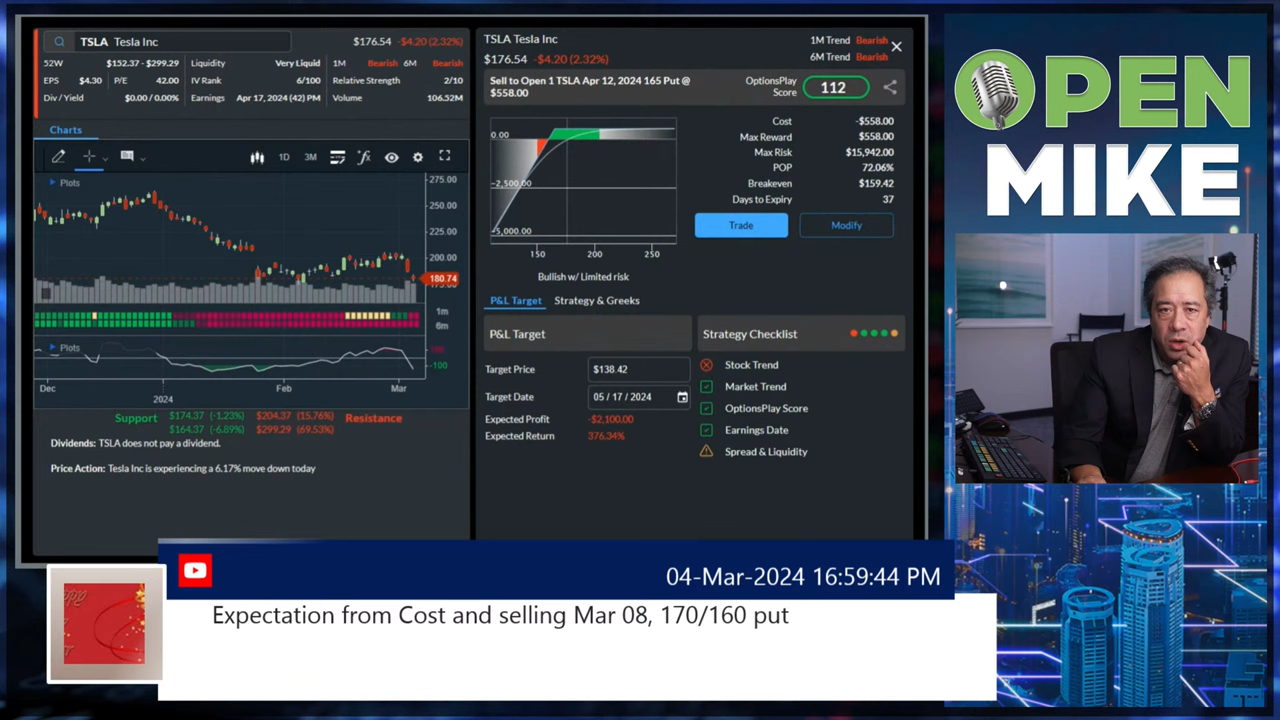 TSLA Tesla Inc
$176.54 -$4.20 (2.32%)
52W $152.37 - $299.29 Liquidity Very Liquid 1M Bearish 6M Bearish
EPS $4.30 P/E 42.00 IV Rank 6/100 Relative Strength 2/10
Div/Yield $0.00 / 0.00% Earnings Apr 17, 2024 (42) PM Volume 106.52M
Charts
1D 3M
Plots
275.00
250.00
225.00
200.00
180.74
1m
6m
Plots
-100
Dec 2024 Feb Mar
Support $174.37 (-1.23%) $204.37 (15.76%) Resistance
$164.37 (-6.89%) $299.29 (69.53%)
Dividends: TSLA does not pay a dividend.
Price Action: Tesla Inc is experiencing a 6.17% move down today
TSLA Tesla Inc
$176.54 -$4.20 (2.32%)
1M Trend Bearish
6M Trend Bearish
Sell to Open 1 TSLA Apr 12, 2024 165 Put @
$558.00
OptionsPlay
Score
112
0.00
-2,500.00
-5,000.00
150 200 250
Bullish w/ Limited risk
Cost -$558.00
Max Reward $558.00
Max Risk $15,942.00
POP 72.06%
Breakeven $159.42
Days to Expiry 37
Trade Modify
P&L Target Strategy & Greeks
P&L Target
Target Price $138.42
Target Date 05 / 17 / 2024
Expected Profit -$2,100.00
Expected Return 376.34%
Strategy Checklist
Stock Trend
Market Trend
OptionsPlay Score
Earnings Date
Spread & Liquidity
OPEN
MIKE
04-Mar-2024 16:59:44 PM
Expectation from Cost and selling Mar 08, 170/160 put